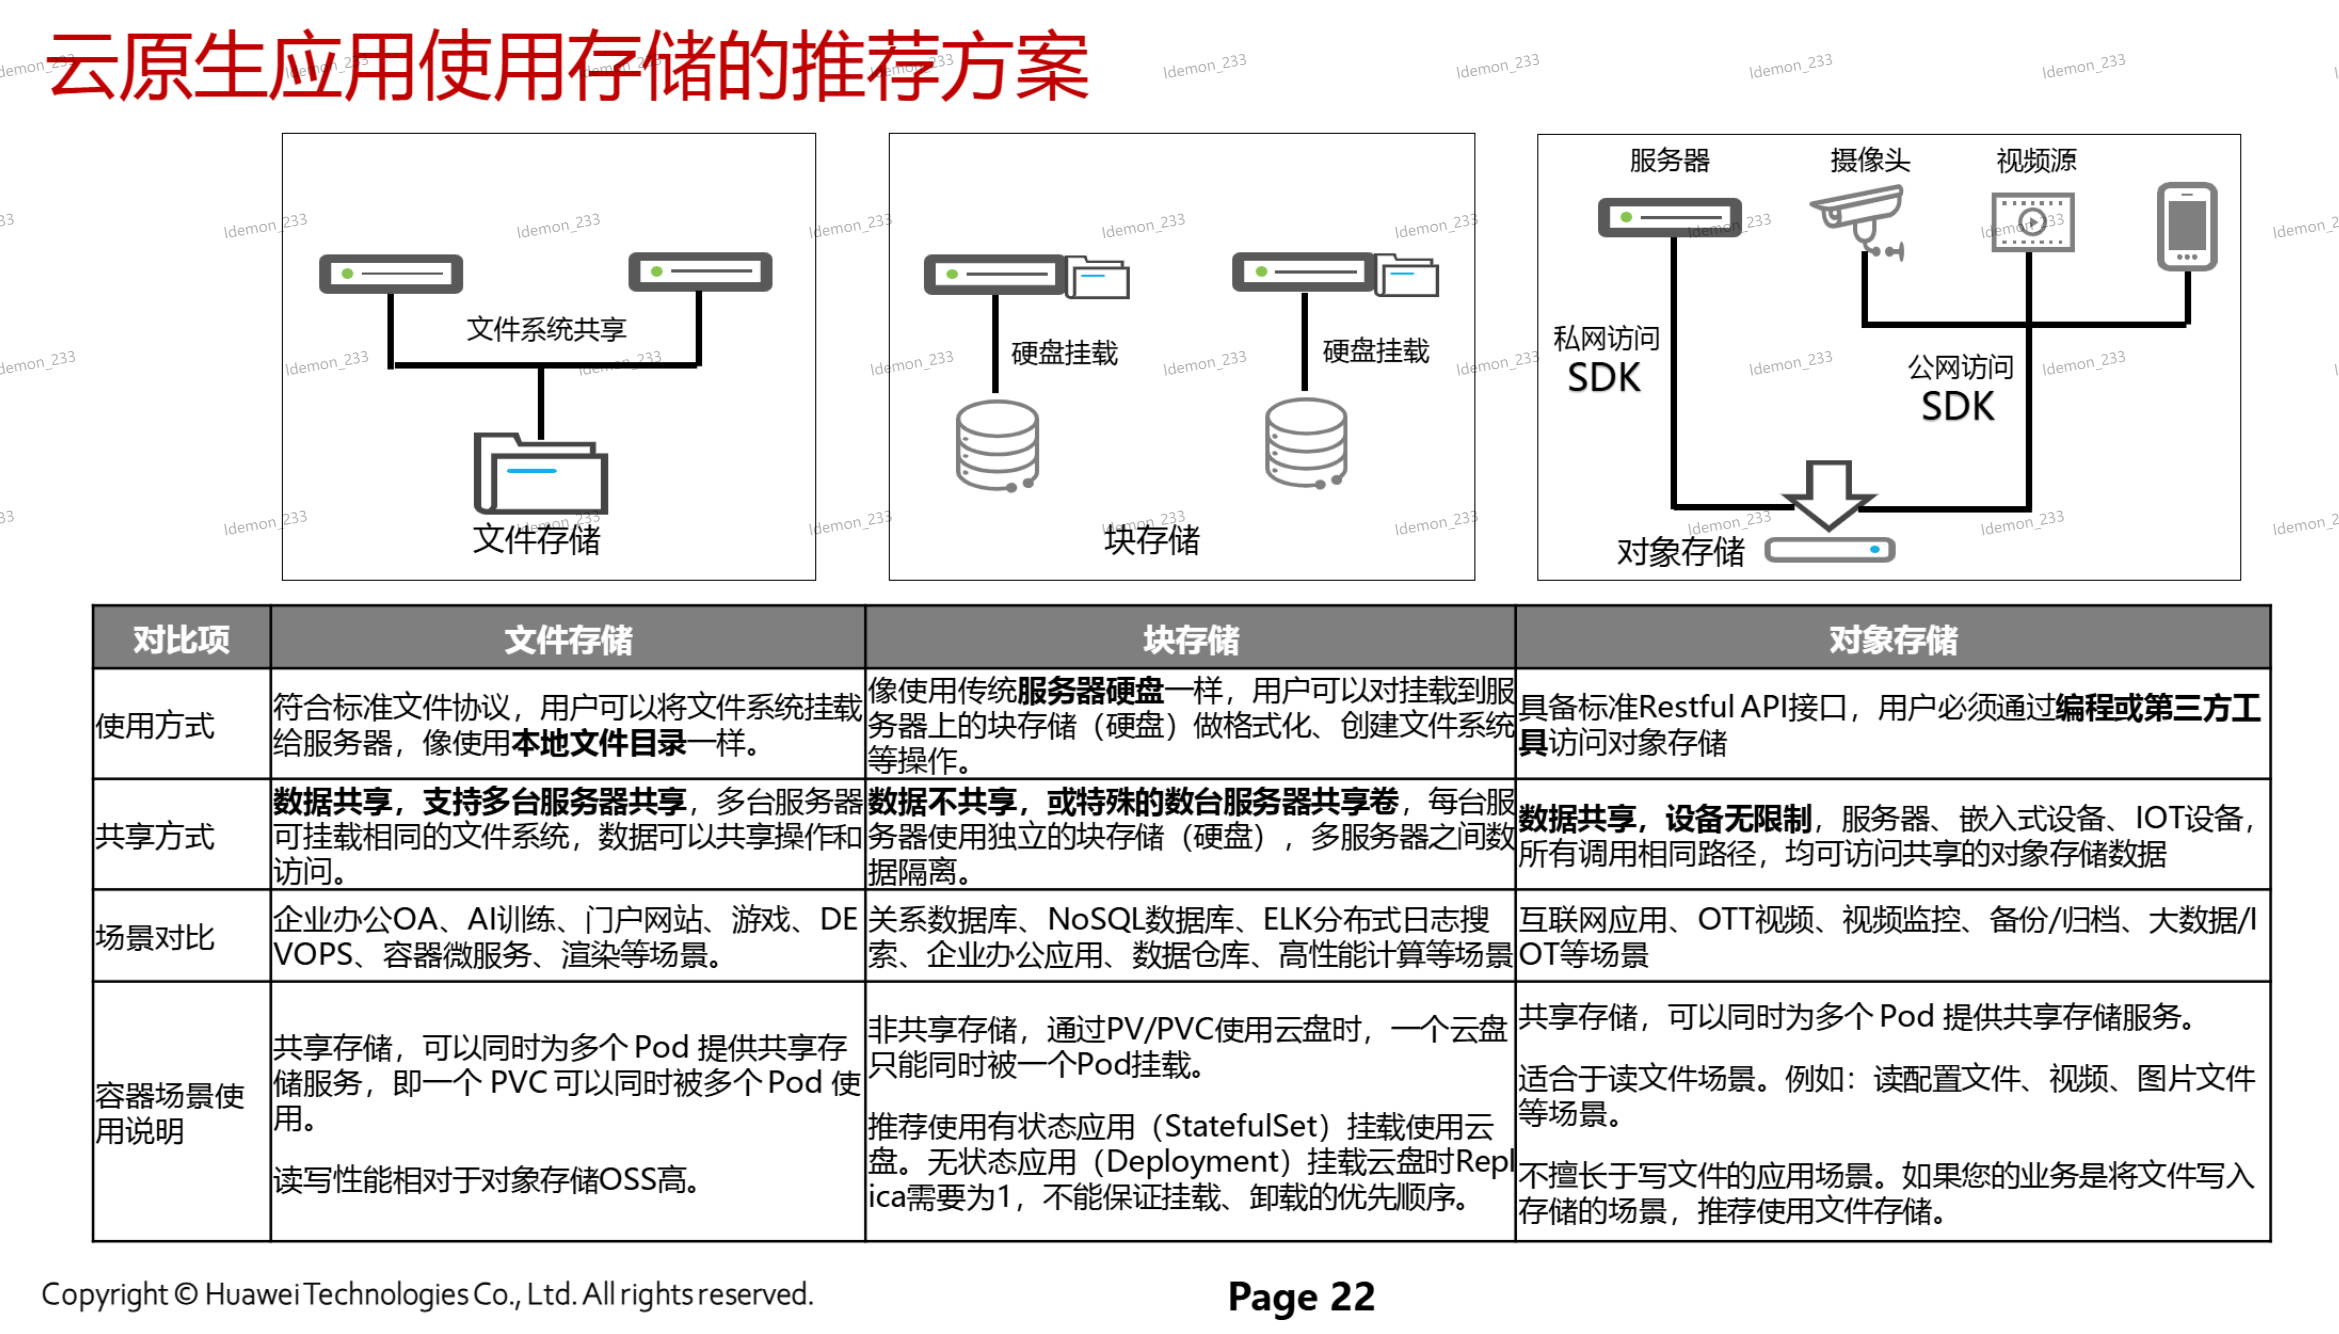 云原生应用使用存储的推荐方案
文件系统共享
文件存储
硬盘挂载
硬盘挂载
块存储
服务器
摄像头
视频源
私网访问
SDK
公网访问
SDK
对象存储
对比项
文件存储
块存储
对象存储
使用方式
符合标准文件协议，用户可以将文件系统挂载
给服务器，像使用本地文件目录一样。
像使用传统服务器硬盘一样，用户可以对挂载到服
务器上的块存储（硬盘）做格式化、创建文件系统
等操作。
具备标准Restful API接口，用户必须通过编程或第三方工
具访问对象存储
共享方式
数据共享，支持多台服务器共享，多台服务器
可挂载相同的文件系统，数据可以共享操作和
访问。
数据不共享，或特殊的数台服务器共享卷，每台服
务器使用独立的块存储（硬盘），多服务器之间数
据隔离。
数据共享，设备无限制，服务器、嵌入式设备、IOT设备，
所有调用相同路径，均可访问共享的对象存储数据
场景对比
企业办公OA、AI训练、门户网站、游戏、DE
VOPS、容器微服务、渲染等场景。
关系数据库、NoSQL数据库、ELK分布式日志搜
索、企业办公应用、数据仓库、高性能计算等场景
互联网应用、OTT视频、视频监控、备份/归档、大数据/I
OT等场景
容器场景使
用说明
共享存储，可以同时为多个 Pod 提供共享存
储服务，即一个 PVC 可以同时被多个 Pod 使
用。
读写性能相对于对象存储OSS高。
非共享存储，通过PV/PVC使用云盘时，一个云盘
只能同时被一个Pod挂载。
推荐使用有状态应用（StatefulSet）挂载使用云
盘。无状态应用（Deployment）挂载云盘时Repl
ica需要为1，不能保证挂载、卸载的优先顺序。
共享存储，可以同时为多个 Pod 提供共享存储服务。
适合于读文件场景。例如：读配置文件、视频、图片文件
等场景。
不擅长于写文件的应用场景。如果您的业务是将文件写入
存储的场景，推荐使用文件存储。
Copyright © Huawei Technologies Co., Ltd. All rights reserved.
Page 22